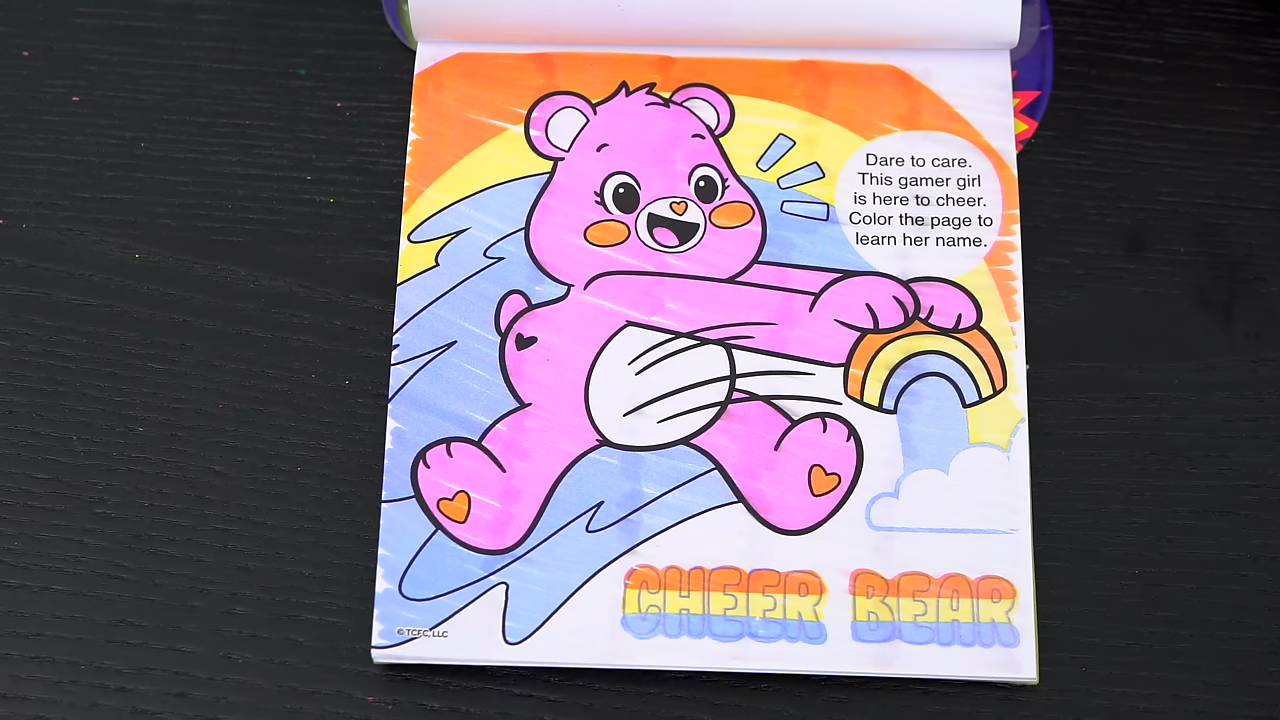 Dare to care.
This gamer girl
is here to cheer.
Color the page to
learn her name.
CHEER BEAR
© TCFC, LLC